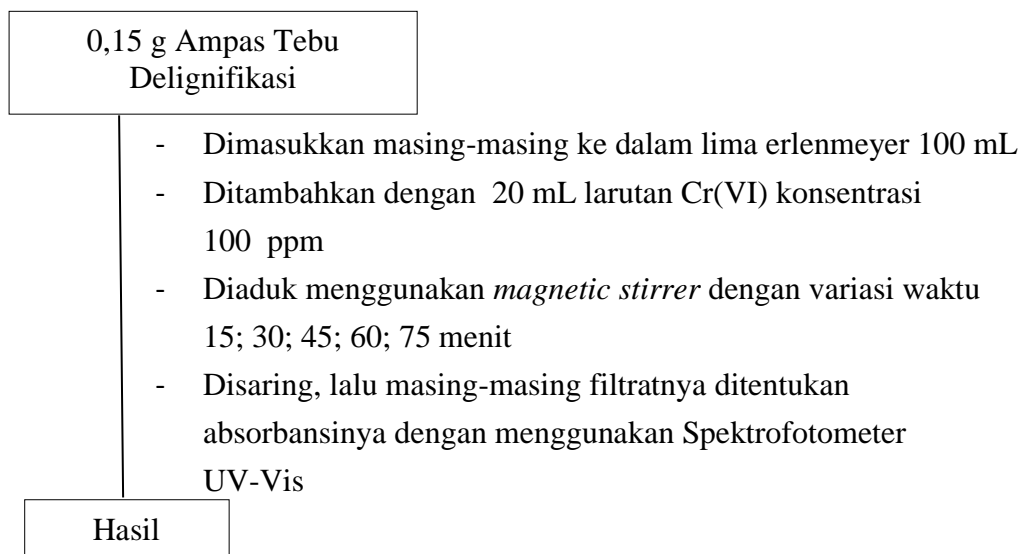 0,15 g Ampas Tebu
Delignifikasi
- Dimasukkan masing-masing ke dalam lima erlenmeyer 100 mL
- Ditambahkan dengan 20 mL larutan Cr(VI) konsentrasi
100 ppm
- Diaduk menggunakan magnetic stirrer dengan variasi waktu
15; 30; 45; 60; 75 menit
- Disaring, lalu masing-masing filtratnya ditentukan
absorbansinya dengan menggunakan Spektrofotometer
UV-Vis
Hasil